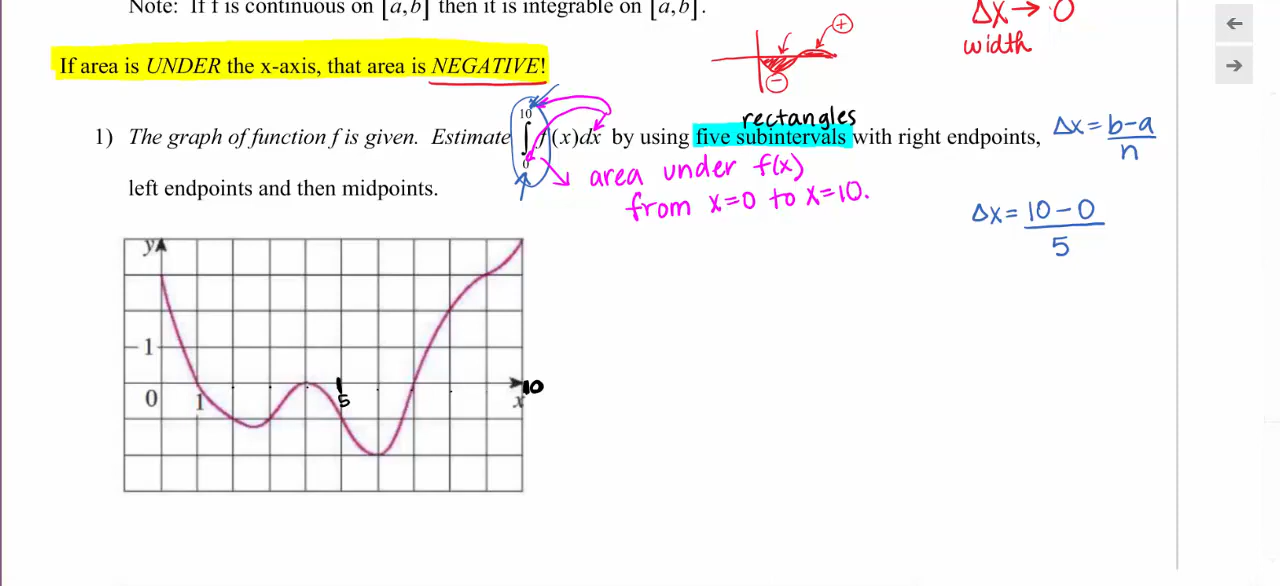 Note: If f is continuous on [a,b] then it is integrable on [a,b].
Δx → 0
width
If area is UNDER the x-axis, that area is NEGATIVE!
+
−
rectangles
1) The graph of function f is given. Estimate ∫₀¹⁰ f(x)dx by using five subintervals with right endpoints,
Δx = b-a/n
left endpoints and then midpoints.
area under f(x)
from x=0 to x=10.
Δx = 10-0/5
y
1
0
1
5
10
x